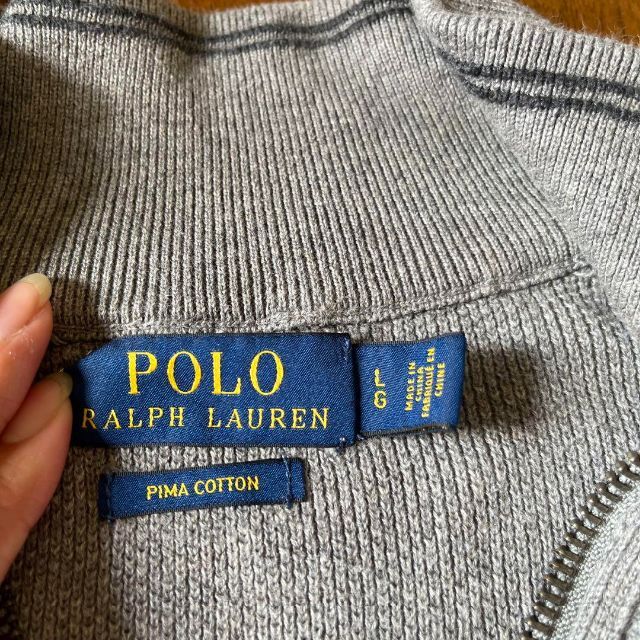 POLO
RALPH LAUREN
L
G
MADE IN
CHINA
FABRIQUÉ EN
CHINE
PIMA COTTON